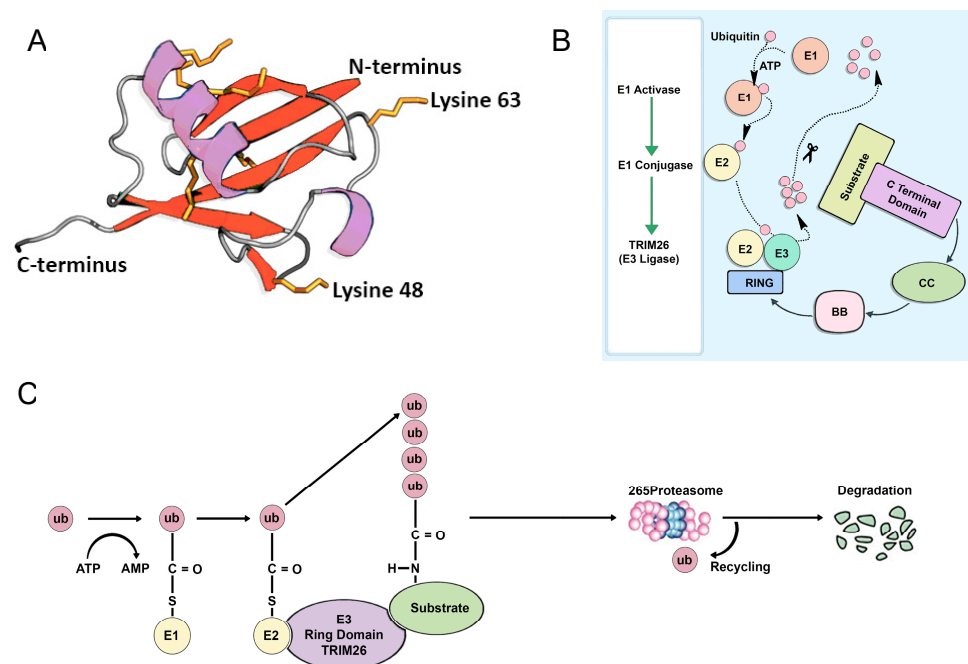 A
N-terminus
Lysine 63
C-terminus
Lysine 48
B
E1 Activase
E1 Conjugase
TRIM26
(E3 Ligase)
Ubiquitin
E1
ATP
E1
E2
E2
E3
RING
Substrate
C Terminal
Domain
CC
BB
C
ub
ATP
AMP
ub
C = O
S
E1
ub
C = O
S
E2
E3
Ring Domain
TRIM26
ub
ub
ub
ub
C = O
H–N
Substrate
265Proteasome
ub
Recycling
Degradation